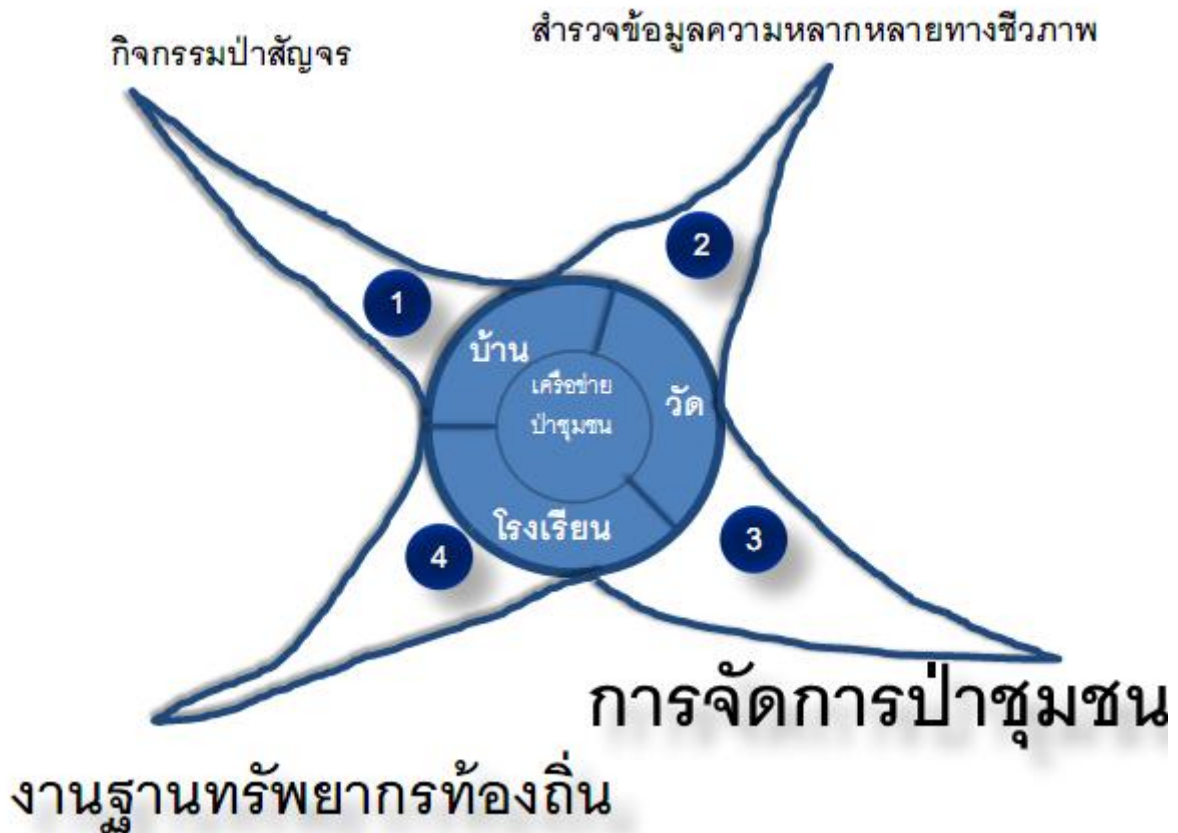 สำรวจข้อมูลความหลากหลายทางชีวภาพ
กิจกรรมป่าสัญจร
2
1
บ้าน
เครือข่าย
ป่าชุมชน
วัด
โรงเรียน
3
4
การจัดการป่าชุมชน
งานฐานทรัพยากรท้องถิ่น